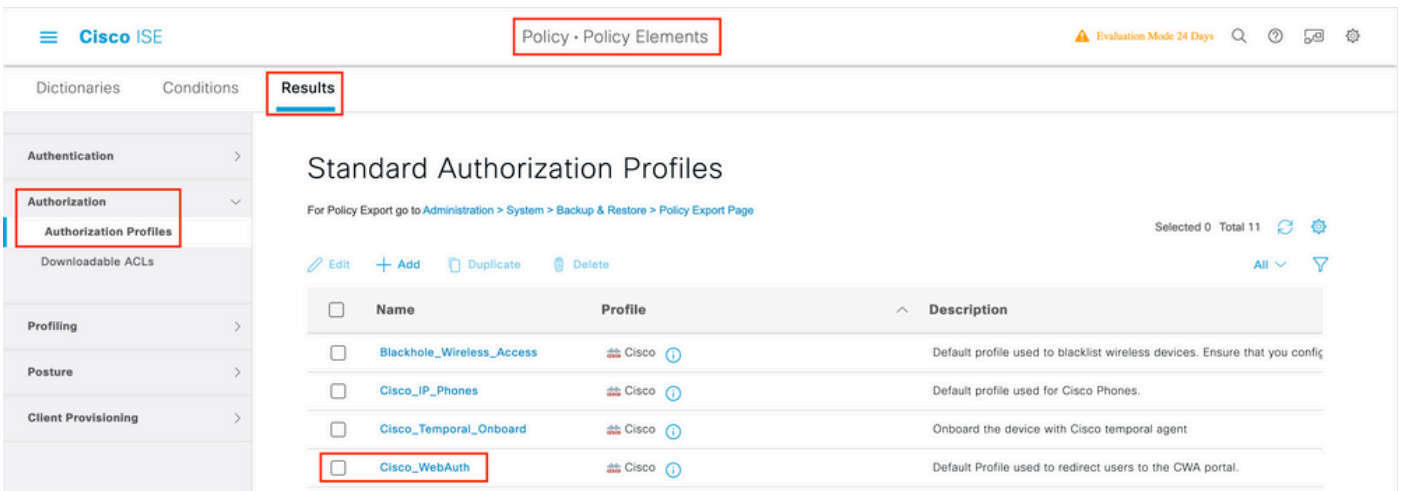 Cisco ISE
Policy · Policy Elements
Evaluation Mode 24 Days
Dictionaries Conditions Results
Authentication
Authorization
Authorization Profiles
Downloadable ACLs
Profiling
Posture
Client Provisioning
Standard Authorization Profiles
For Policy Export go to Administration > System > Backup & Restore > Policy Export Page
Selected 0 Total 11
Edit Add Duplicate Delete
All
Name Profile Description
Blackhole_Wireless_Access Cisco Default profile used to blacklist wireless devices. Ensure that you config
Cisco_IP_Phones Cisco Default profile used for Cisco Phones.
Cisco_Temporal_Onboard Cisco Onboard the device with Cisco temporal agent
Cisco_WebAuth Cisco Default Profile used to redirect users to the CWA portal.